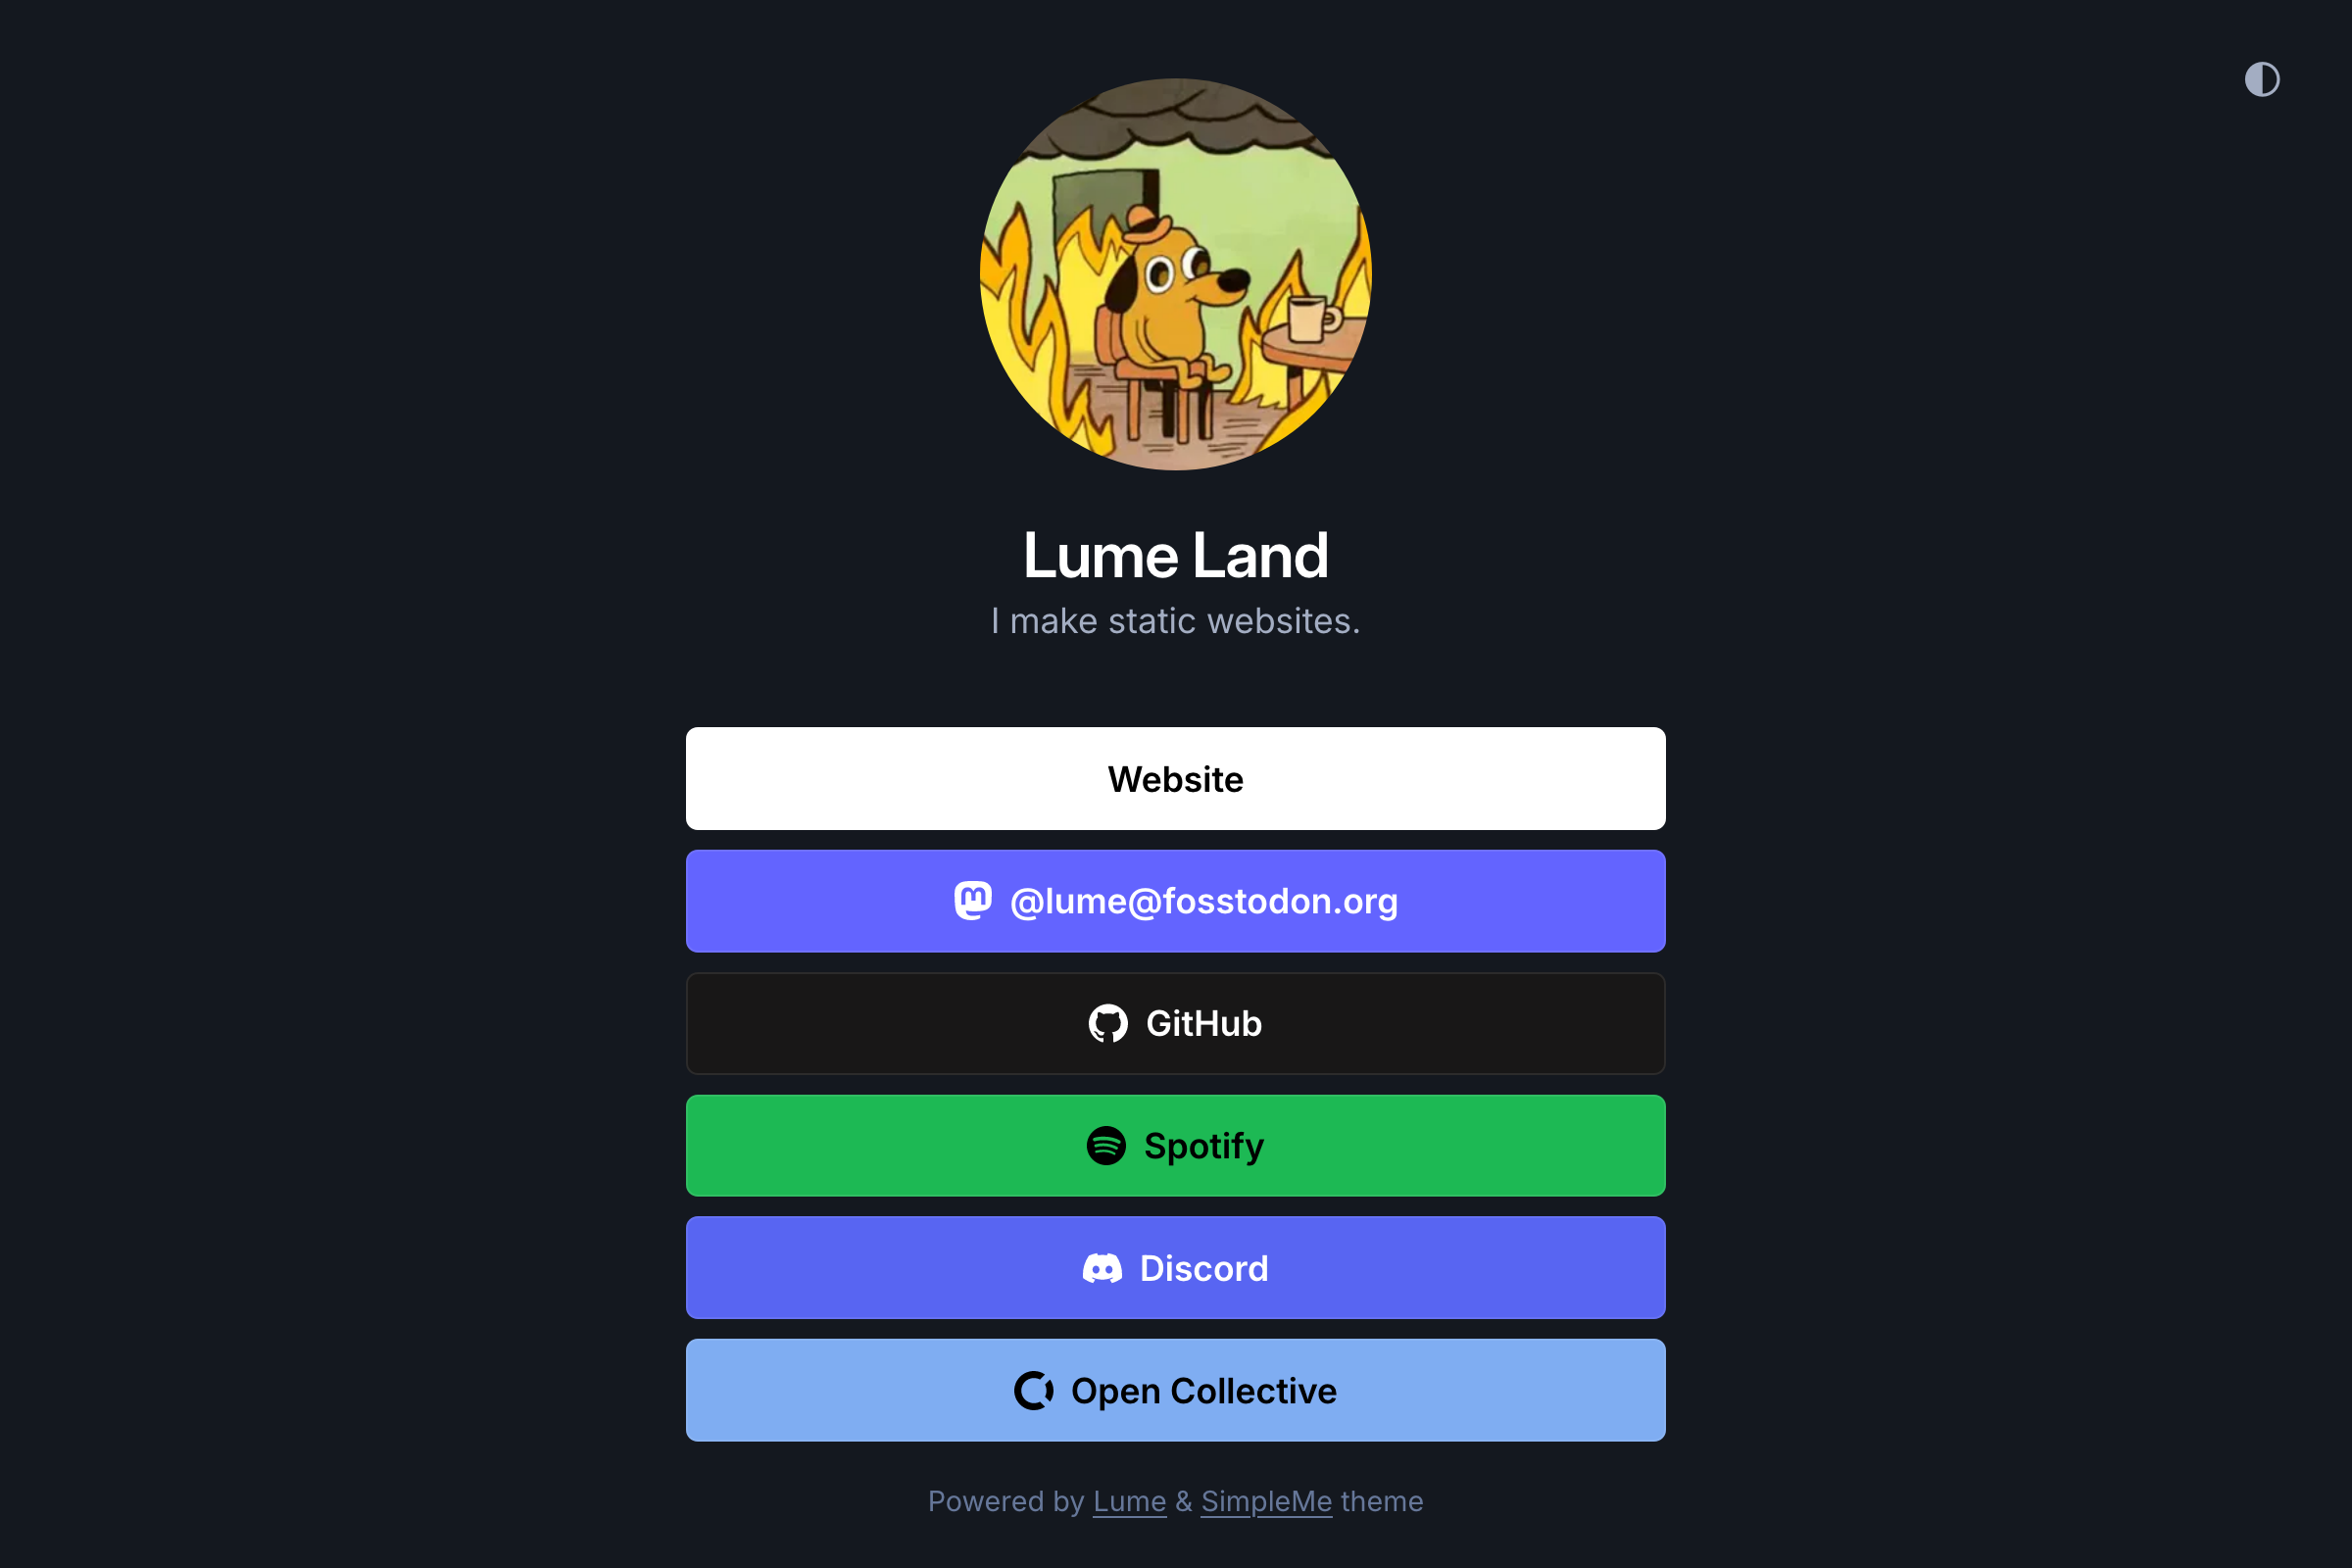 Lume Land
I make static websites.
Website
@lume@fosstodon.org
GitHub
Spotify
Discord
Open Collective
Powered by Lume & SimpleMe theme